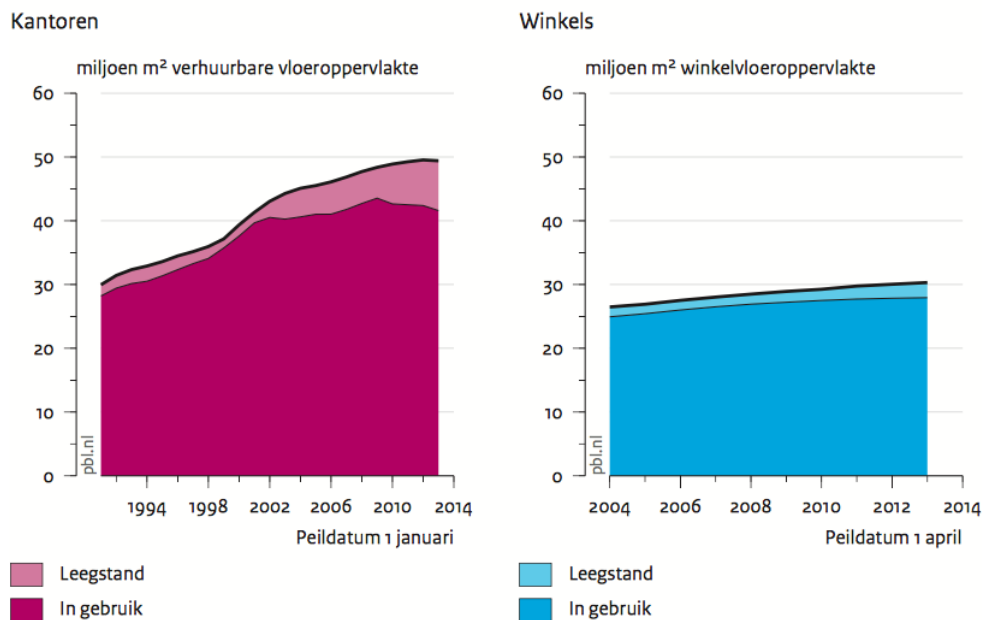 Kantoren
miljoen m² verhuurbare vloeroppervlakte
60
50
40
30
20
10
0
pbl.nl
1994 1998 2002 2006 2010 2014
Peildatum 1 januari
Leegstand
In gebruik
Winkels
miljoen m² winkelvloeroppervlakte
60
50
40
30
20
10
0
pbl.nl
2004 2006 2008 2010 2012 2014
Peildatum 1 april
Leegstand
In gebruik